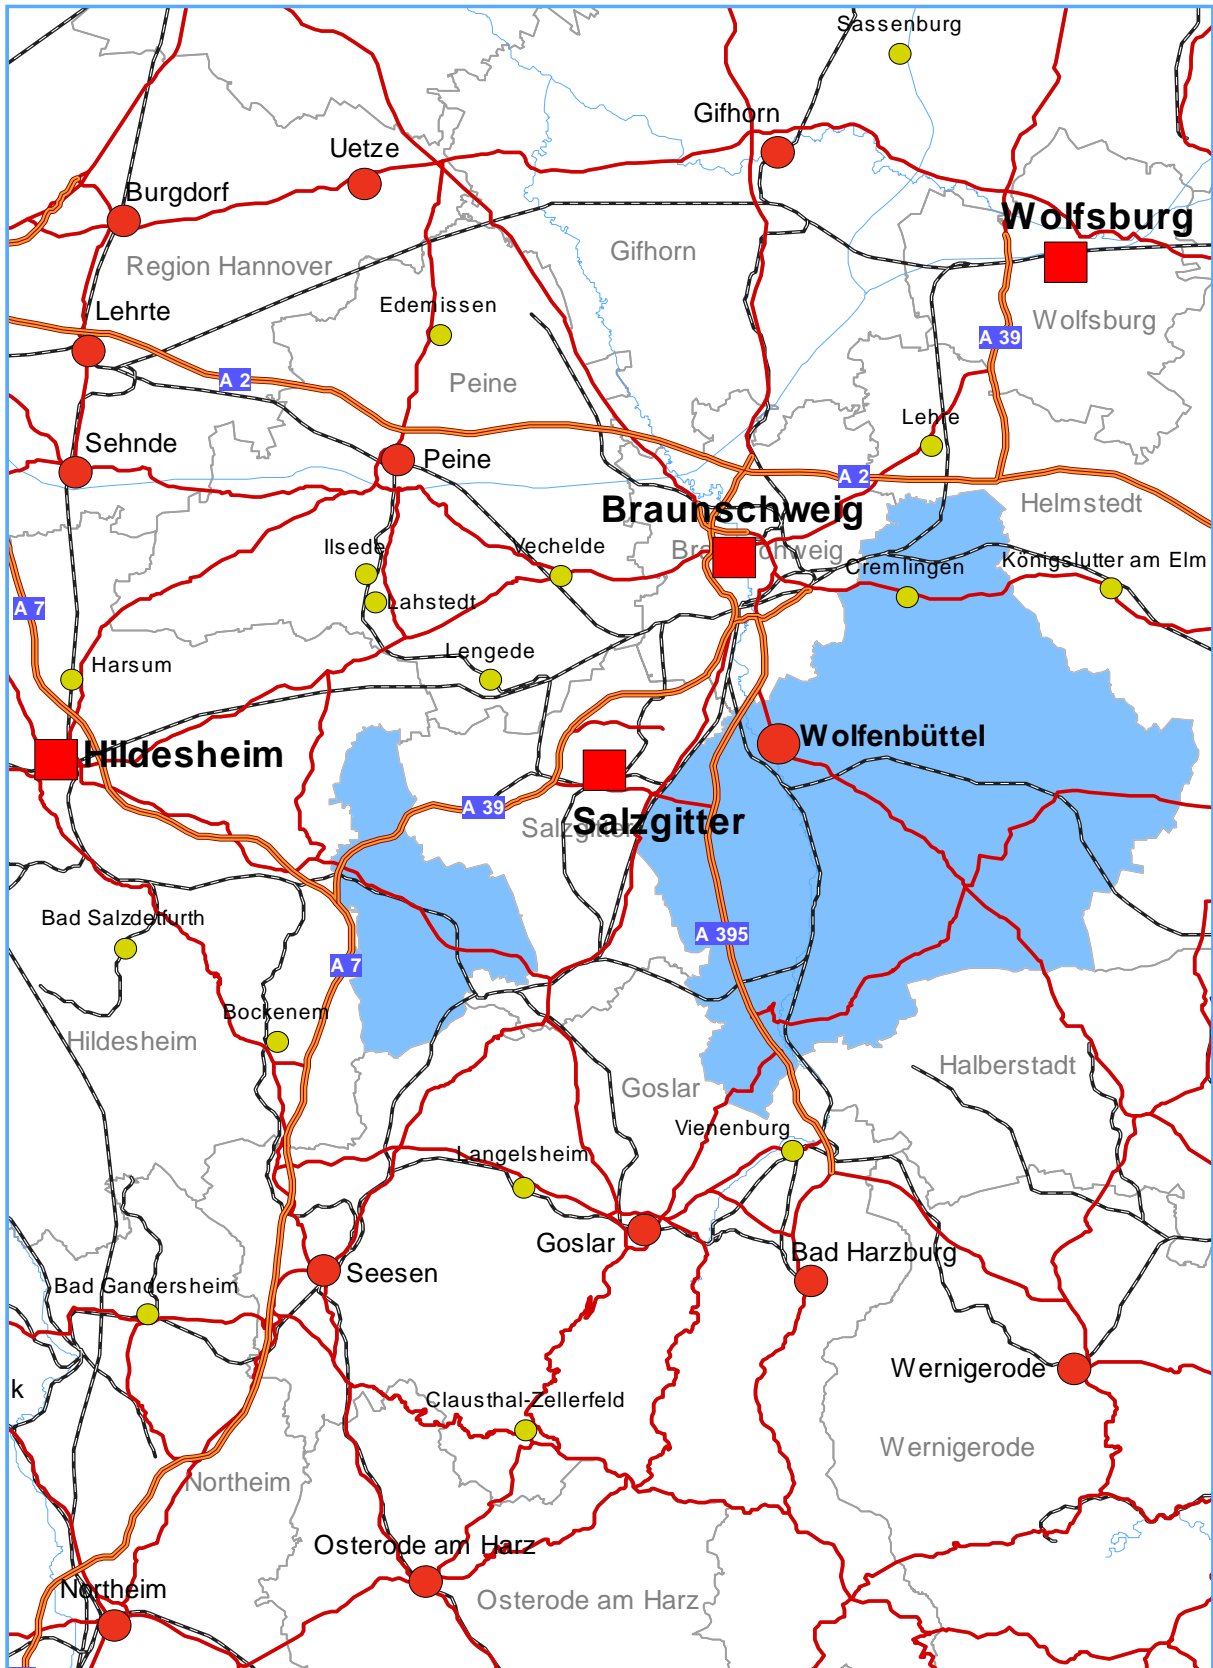 Sassenburg
Gifhorn
Uetze
Burgdorf
Wolfsburg
Gifhorn
Region Hannover
Edemissen
Lehrte
Wolfsburg
A 39
A 2
Peine
Lehre
Sehnde
Peine
A 2
Helmstedt
Braunschweig
Ilsede
Vechelde
Braunschweig
Cremlingen
Königslutter am Elm
A 7
Lahstedt
Harsum
Lengede
Hildesheim
Wolfenbüttel
A 39
Salzgitter
Salzgitter
Bad Salzdetfurth
A 395
A 7
Bockenem
Hildesheim
Halberstadt
Goslar
Vienenburg
Langelsheim
Goslar
Bad Harzburg
Seesen
Bad Gandersheim
Wernigerode
k
Clausthal-Zellerfeld
Wernigerode
Northeim
Osterode am Harz
Northeim
Osterode am Harz